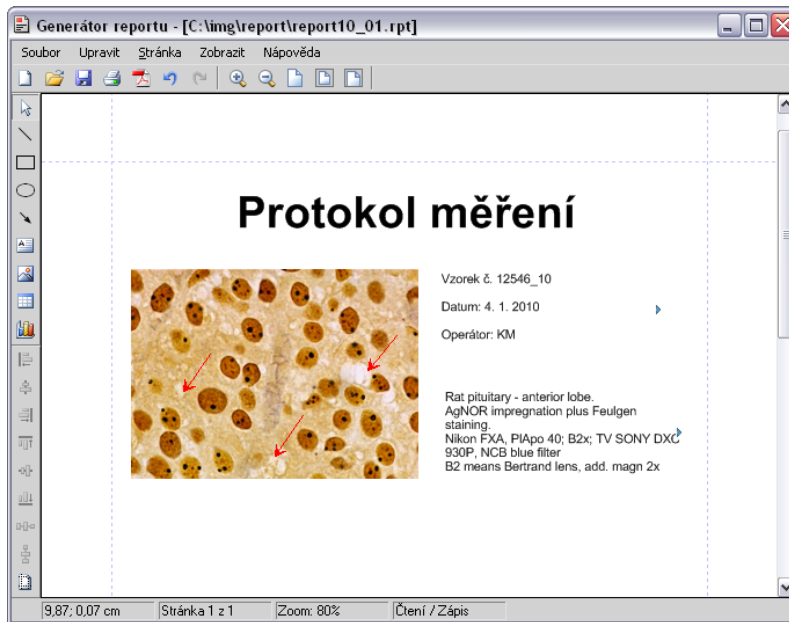 Generátor reportu - [C:\img\report\report10_01.rpt]
Soubor Upravit Stránka Zobrazit Nápověda
Protokol měření
Vzorek č. 12546_10
Datum: 4. 1. 2010
Operátor: KM
Rat pituitary - anterior lobe.
AgNOR impregnation plus Feulgen
staining.
Nikon FXA, PlApo 40; B2x; TV SONY DXC
930P, NCB blue filter
B2 means Bertrand lens, add. magn 2x
9,87; 0,07 cm Stránka 1 z 1 Zoom: 80% Čtení / Zápis